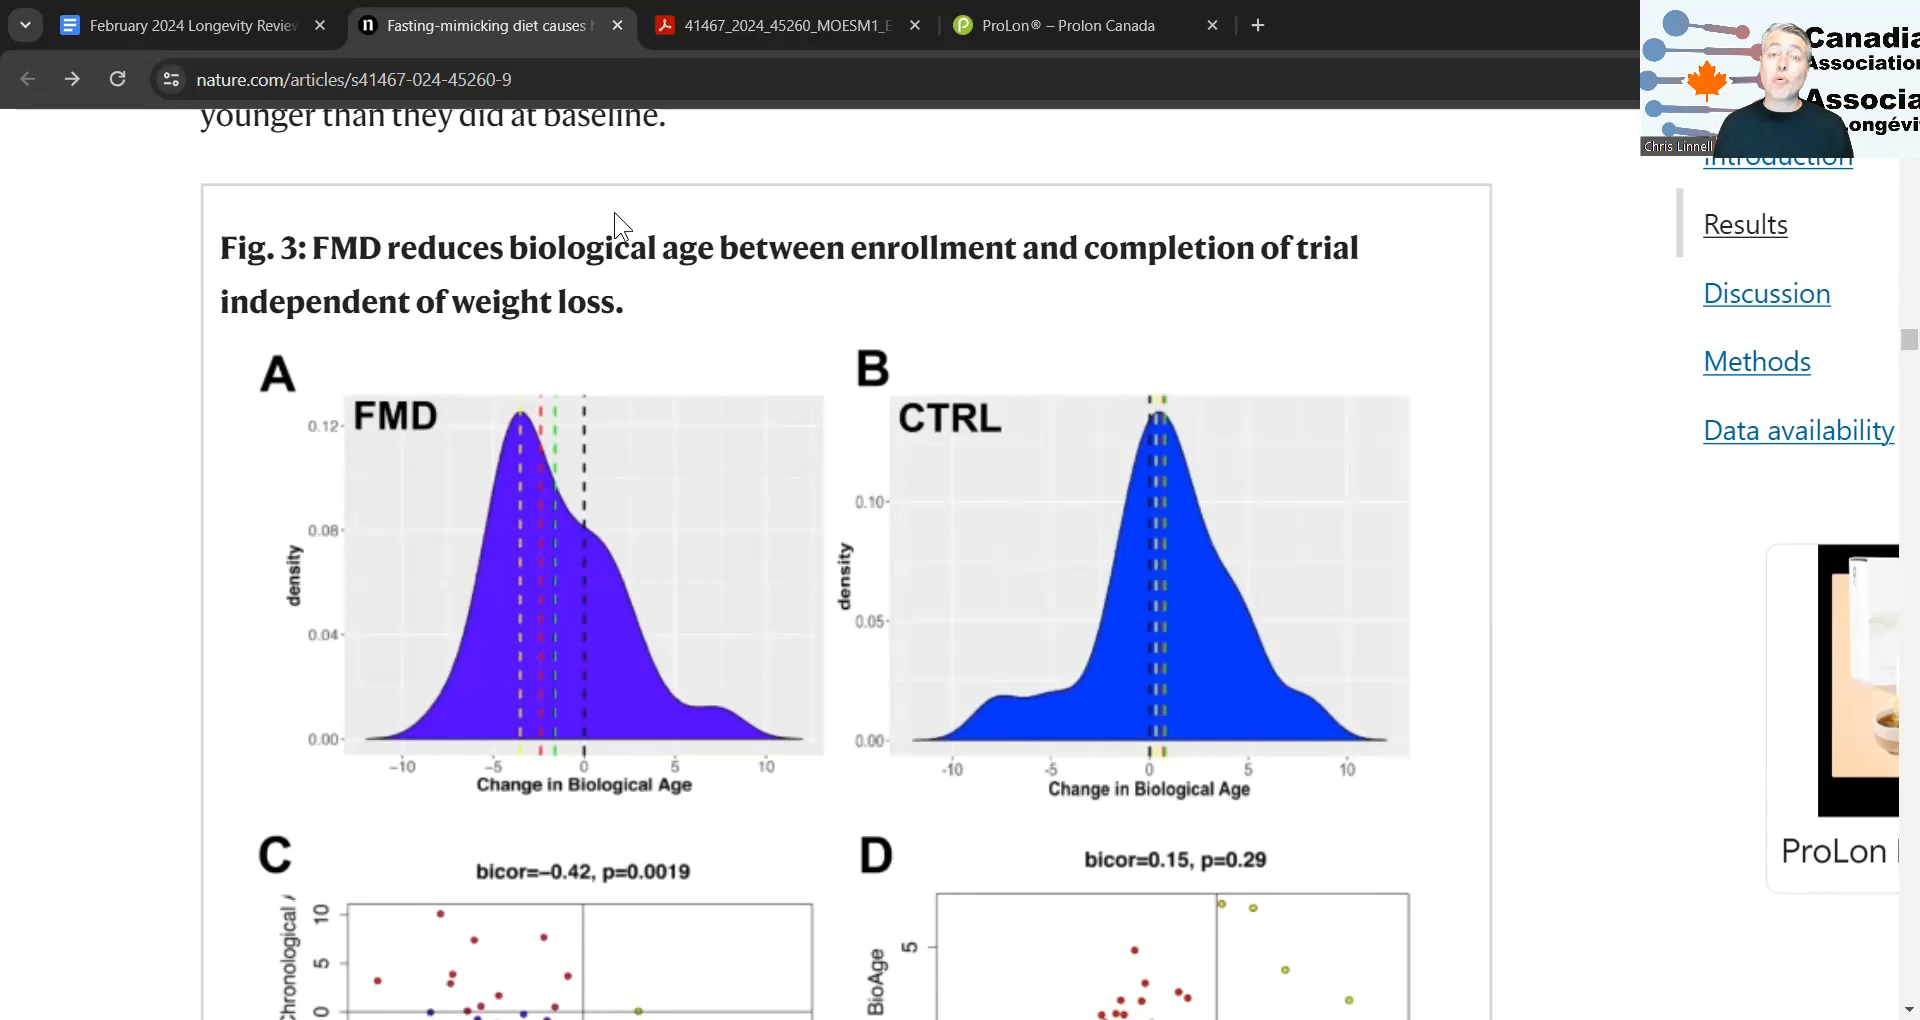 February 2024 Longevity Review
Fasting-mimicking diet causes h
41467_2024_45260_MOESM1_E
ProLon® – Prolon Canada
nature.com/articles/s41467-024-45260-9
Canadia
Association
Associa
Longévi
Chris Linnell
younger than they did at baseline.
Introduction
Results
Discussion
Methods
Data availability
Fig. 3: FMD reduces biological age between enrollment and completion of trial
independent of weight loss.
A
FMD
0.12
0.08
0.04
0.00
density
−10 −5 0 5 10
Change in Biological Age
B
CTRL
0.10
0.05
0.00
density
-10 -5 0 5 10
Change in Biological Age
C
bicor=−0.42, p=0.0019
Chronological
10
5
0
D
bicor=0.15, p=0.29
BioAge
5
ProLon